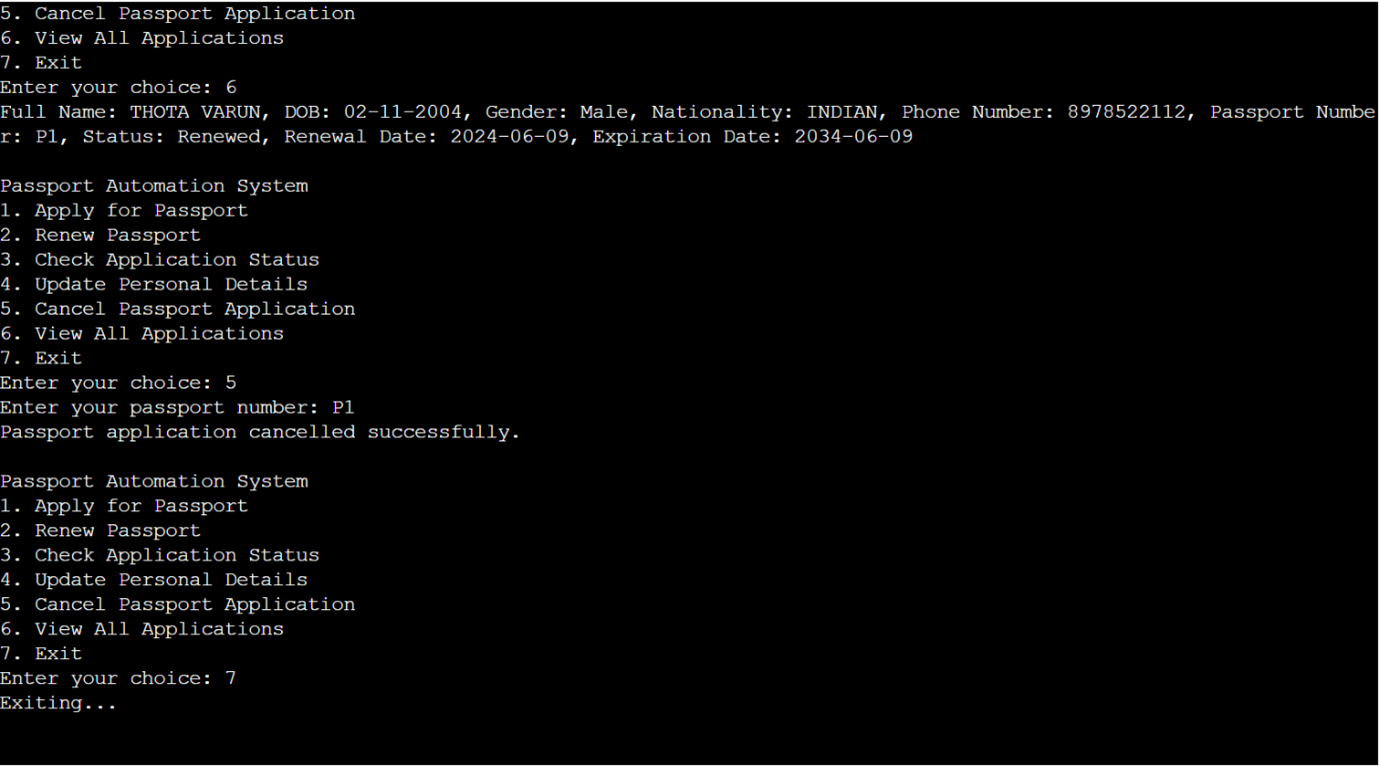 5. Cancel Passport Application
6. View All Applications
7. Exit
Enter your choice: 6
Full Name: THOTA VARUN, DOB: 02-11-2004, Gender: Male, Nationality: INDIAN, Phone Number: 8978522112, Passport Numbe
r: P1, Status: Renewed, Renewal Date: 2024-06-09, Expiration Date: 2034-06-09
Passport Automation System
1. Apply for Passport
2. Renew Passport
3. Check Application Status
4. Update Personal Details
5. Cancel Passport Application
6. View All Applications
7. Exit
Enter your choice: 5
Enter your passport number: P1
Passport application cancelled successfully.
Passport Automation System
1. Apply for Passport
2. Renew Passport
3. Check Application Status
4. Update Personal Details
5. Cancel Passport Application
6. View All Applications
7. Exit
Enter your choice: 7
Exiting...